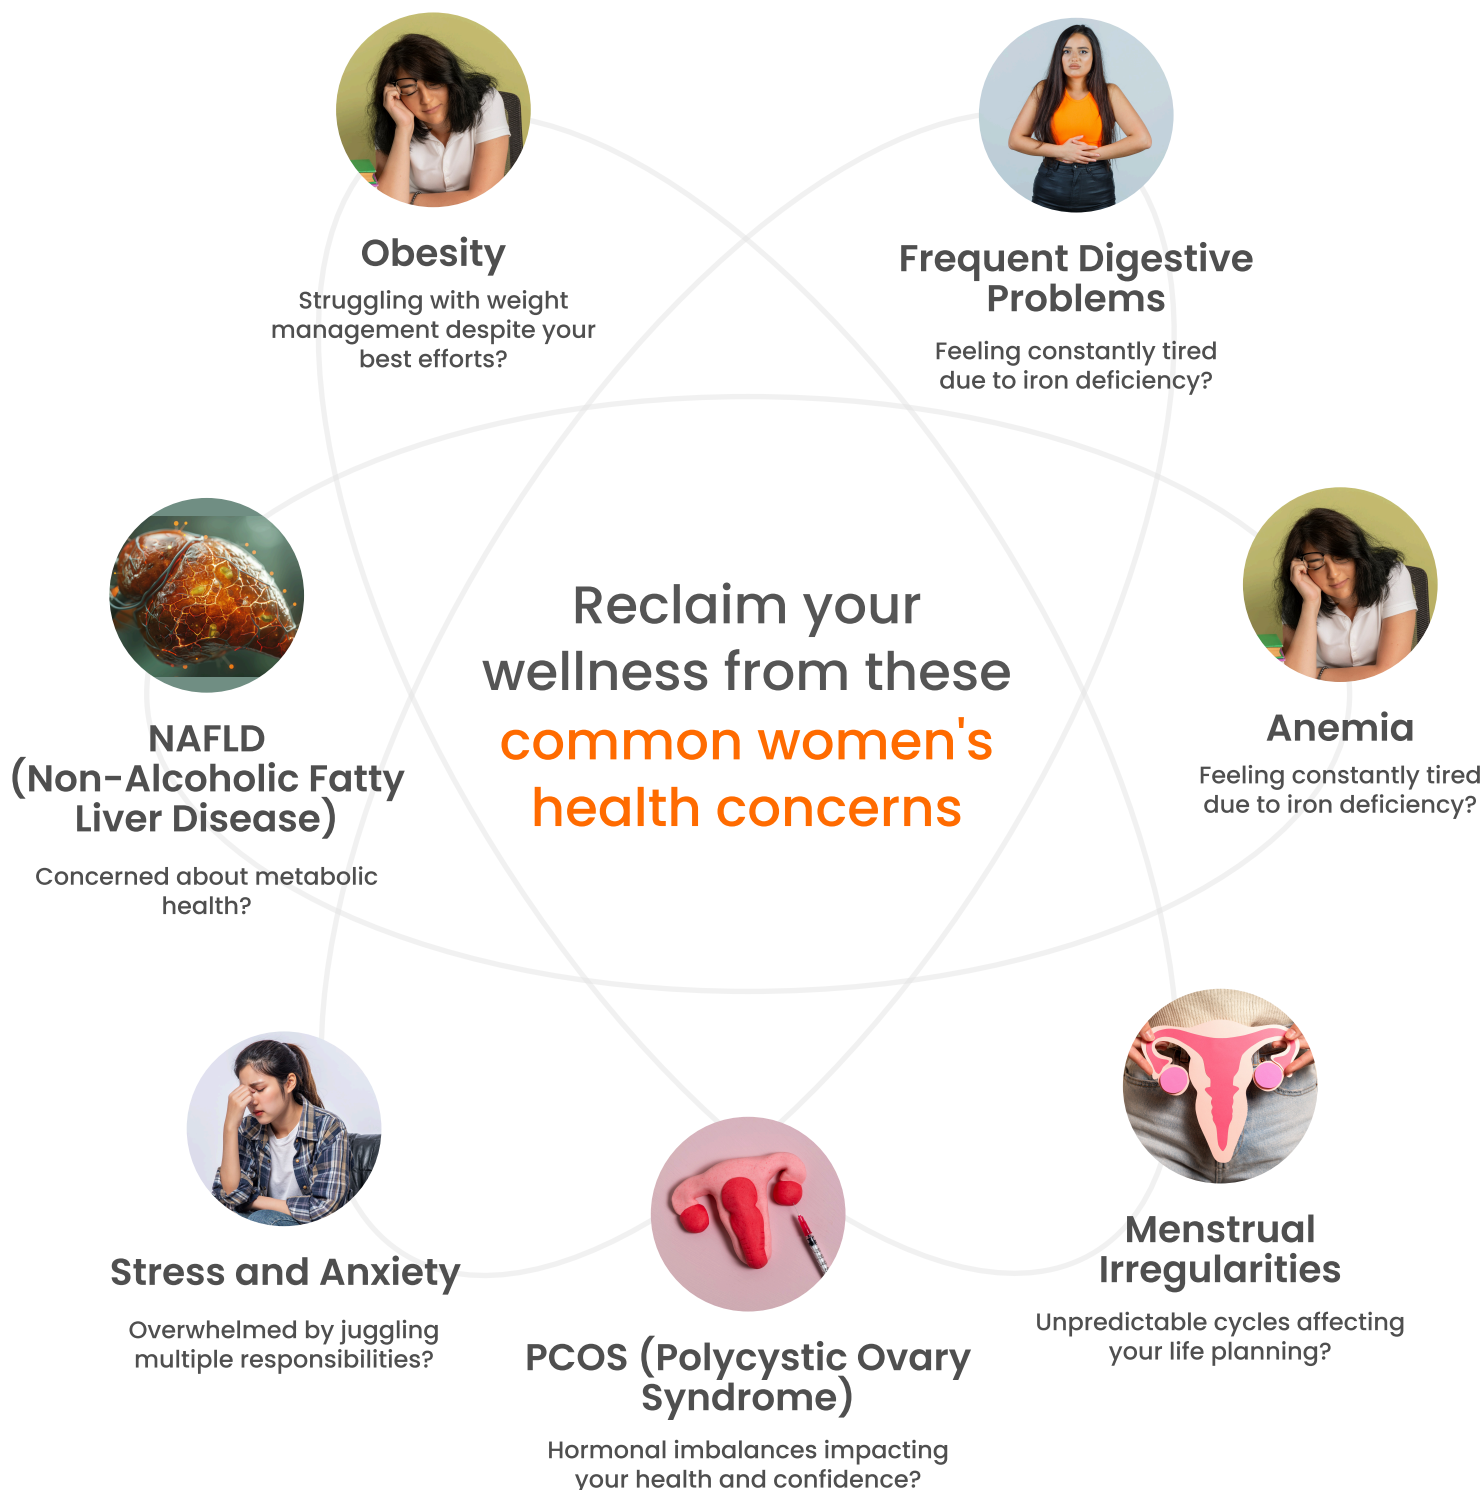 Obesity
Struggling with weight
management despite your
best efforts?
Frequent Digestive
Problems
Feeling constantly tired
due to iron deficiency?
Reclaim your
wellness from these
common women's
health concerns
NAFLD
(Non-Alcoholic Fatty
Liver Disease)
Concerned about metabolic
health?
Anemia
Feeling constantly tired
due to iron deficiency?
Stress and Anxiety
Overwhelmed by juggling
multiple responsibilities?
PCOS (Polycystic Ovary
Syndrome)
Hormonal imbalances impacting
your health and confidence?
Menstrual
Irregularities
Unpredictable cycles affecting
your life planning?